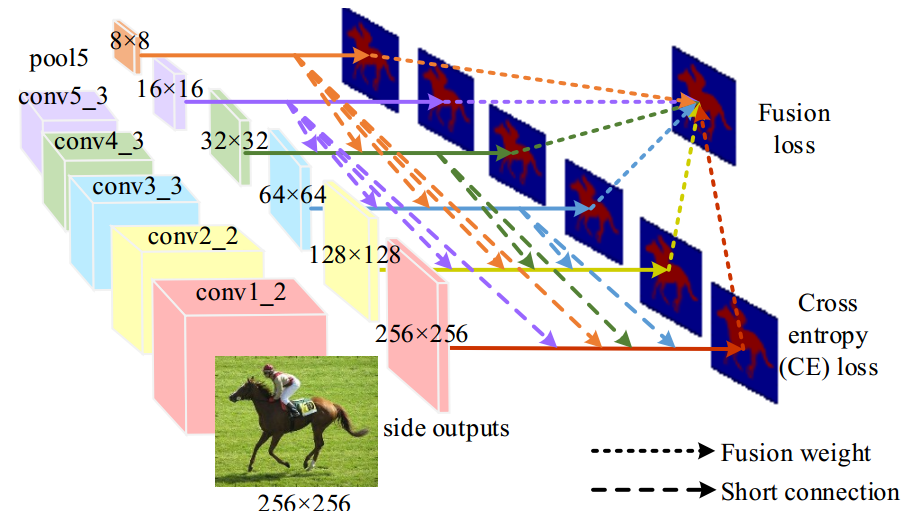 8×8
pool5
16×16
conv5_3
32×32
conv4_3
64×64
conv3_3
128×128
conv2_2
256×256
conv1_2
256×256
side outputs
Fusion
loss
Cross
entropy
(CE) loss
Fusion weight
Short connection